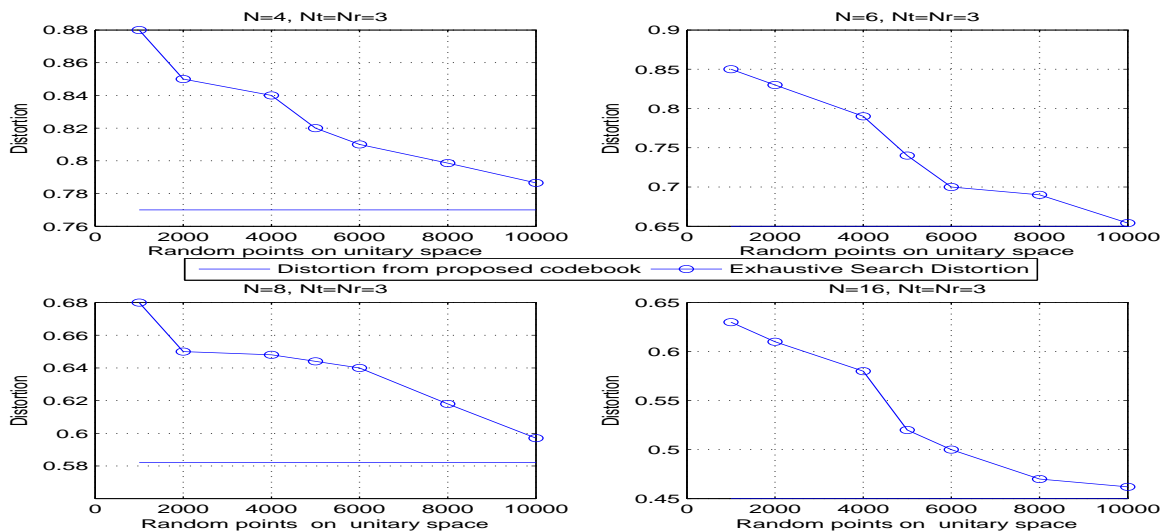 N=4, Nt=Nr=3
0.88
0.86
0.84
0.82
0.8
0.78
0.76
Distortion
0 2000 4000 6000 8000 10000
Random points on unitary space
N=6, Nt=Nr=3
0.9
0.85
0.8
0.75
0.7
0.65
Distortion
0 2000 4000 6000 8000 10000
Random points on unitary space
Distortion from proposed codebook Exhaustive Search Distortion
N=8, Nt=Nr=3
0.68
0.66
0.64
0.62
0.6
0.58
Distortion
0 2000 4000 6000 8000 10000
Random points on unitary space
N=16, Nt=Nr=3
0.65
0.6
0.55
0.5
0.45
Distortion
0 2000 4000 6000 8000 10000
Random points on unitary space